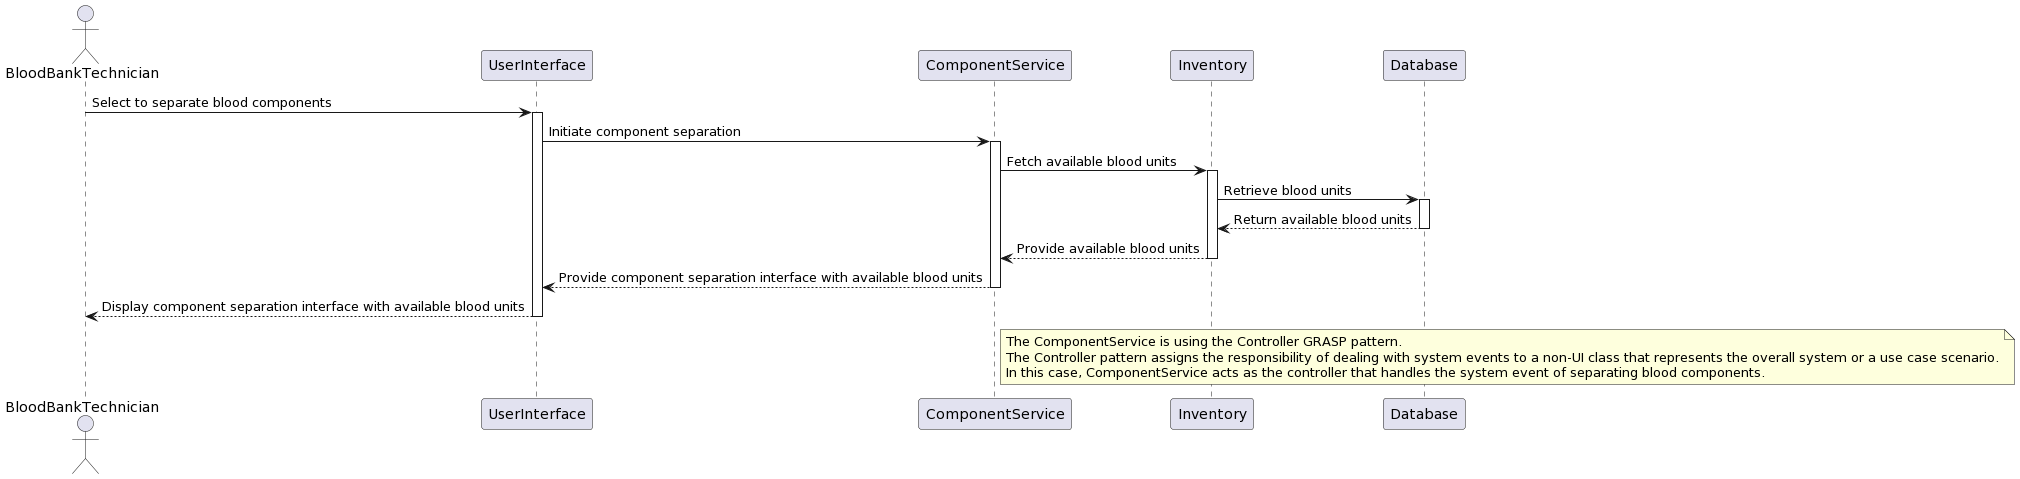 BloodBankTechnician
UserInterface
ComponentService
Inventory
Database
Select to separate blood components
Initiate component separation
Fetch available blood units
Retrieve blood units
Return available blood units
Provide available blood units
Provide component separation interface with available blood units
Display component separation interface with available blood units
The ComponentService is using the Controller GRASP pattern.
The Controller pattern assigns the responsibility of dealing with system events to a non-UI class that represents the overall system or a use case scenario.
In this case, ComponentService acts as the controller that handles the system event of separating blood components.
BloodBankTechnician
UserInterface
ComponentService
Inventory
Database